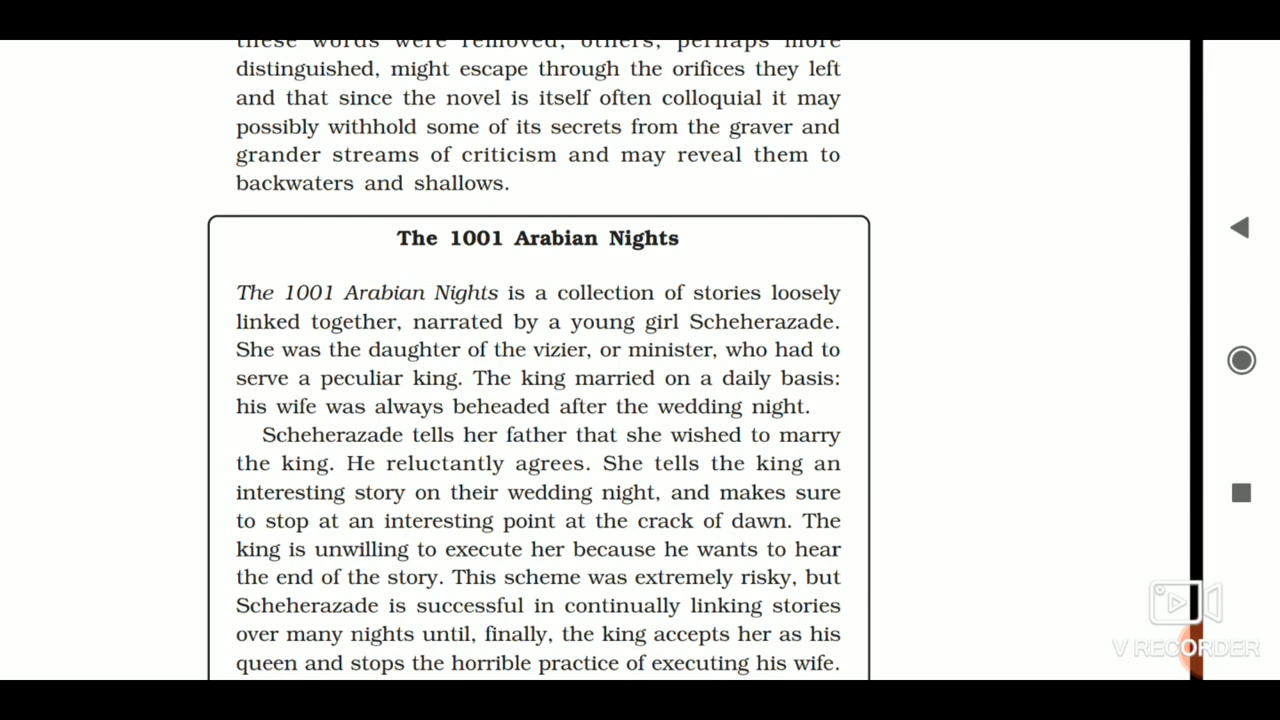 these words were removed, others, perhaps more
distinguished, might escape through the orifices they left
and that since the novel is itself often colloquial it may
possibly withhold some of its secrets from the graver and
grander streams of criticism and may reveal them to
backwaters and shallows.
The 1001 Arabian Nights
The 1001 Arabian Nights is a collection of stories loosely
linked together, narrated by a young girl Scheherazade.
She was the daughter of the vizier, or minister, who had to
serve a peculiar king. The king married on a daily basis:
his wife was always beheaded after the wedding night.
Scheherazade tells her father that she wished to marry
the king. He reluctantly agrees. She tells the king an
interesting story on their wedding night, and makes sure
to stop at an interesting point at the crack of dawn. The
king is unwilling to execute her because he wants to hear
the end of the story. This scheme was extremely risky, but
Scheherazade is successful in continually linking stories
over many nights until, finally, the king accepts her as his
queen and stops the horrible practice of executing his wife.
V RECORDER